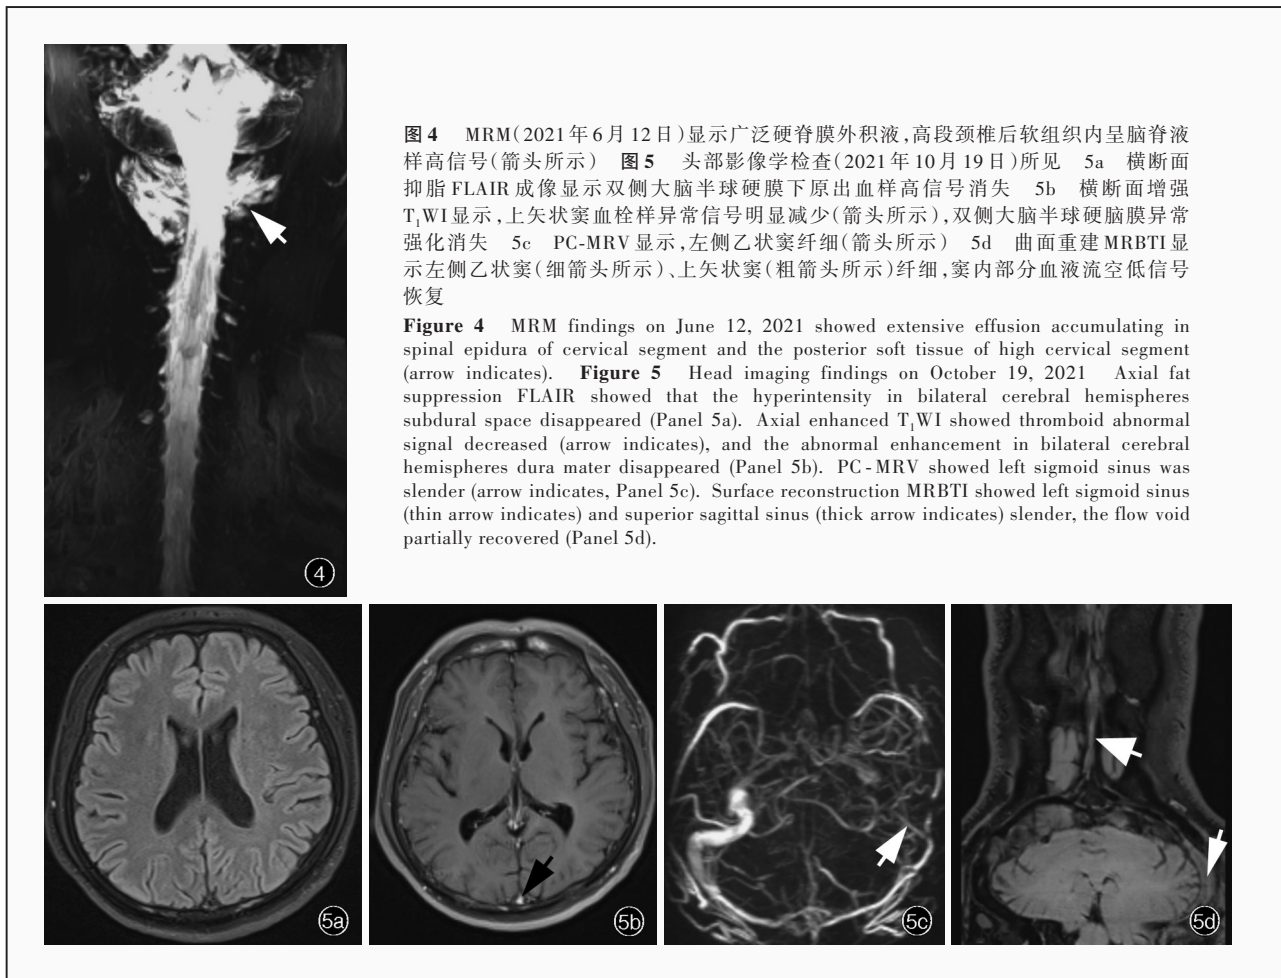 图4 MRM(2021年6月12日)显示广泛硬脊膜外积液,高段颈椎后软组织内呈脑脊液
样高信号(箭头所示) 图5 头部影像学检查(2021年10月19日)所见 5a 横断面
抑脂FLAIR成像显示双侧大脑半球硬膜下原出血样高信号消失 5b 横断面增强
T₁WI显示,上矢状窦血栓样异常信号明显减少(箭头所示),双侧大脑半球硬脑膜异常
强化消失 5c PC-MRV显示,左侧乙状窦纤细(箭头所示) 5d 曲面重建MRBTI显
示左侧乙状窦(细箭头所示)、上矢状窦(粗箭头所示)纤细,窦内部分血液流空低信号
恢复
Figure 4 MRM findings on June 12, 2021 showed extensive effusion accumulating in
spinal epidura of cervical segment and the posterior soft tissue of high cervical segment
(arrow indicates). Figure 5 Head imaging findings on October 19, 2021 Axial fat
suppression FLAIR showed that the hyperintensity in bilateral cerebral hemispheres
subdural space disappeared (Panel 5a). Axial enhanced T₁WI showed thromboid abnormal
signal decreased (arrow indicates), and the abnormal enhancement in bilateral cerebral
hemispheres dura mater disappeared (Panel 5b). PC-MRV showed left sigmoid sinus was
slender (arrow indicates, Panel 5c). Surface reconstruction MRBTI showed left sigmoid sinus
(thin arrow indicates) and superior sagittal sinus (thick arrow indicates) slender, the flow void
partially recovered (Panel 5d).
4
5a
5b
5c
5d